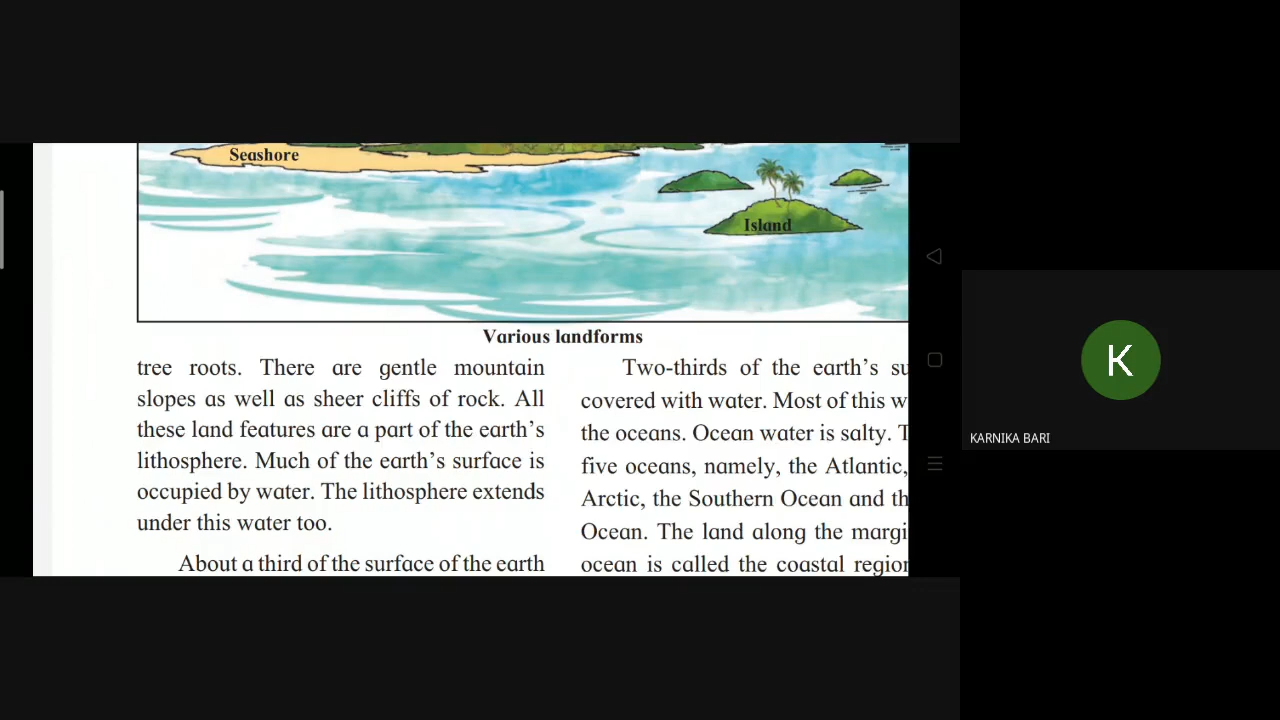 Seashore
Island
Various landforms
tree roots. There are gentle mountain
slopes as well as sheer cliffs of rock. All
these land features are a part of the earth's
lithosphere. Much of the earth's surface is
occupied by water. The lithosphere extends
under this water too.
About a third of the surface of the earth
Two-thirds of the earth's su
covered with water. Most of this w
the oceans. Ocean water is salty. T
five oceans, namely, the Atlantic,
Arctic, the Southern Ocean and th
Ocean. The land along the margi
ocean is called the coastal region
K
KARNIKA BARI